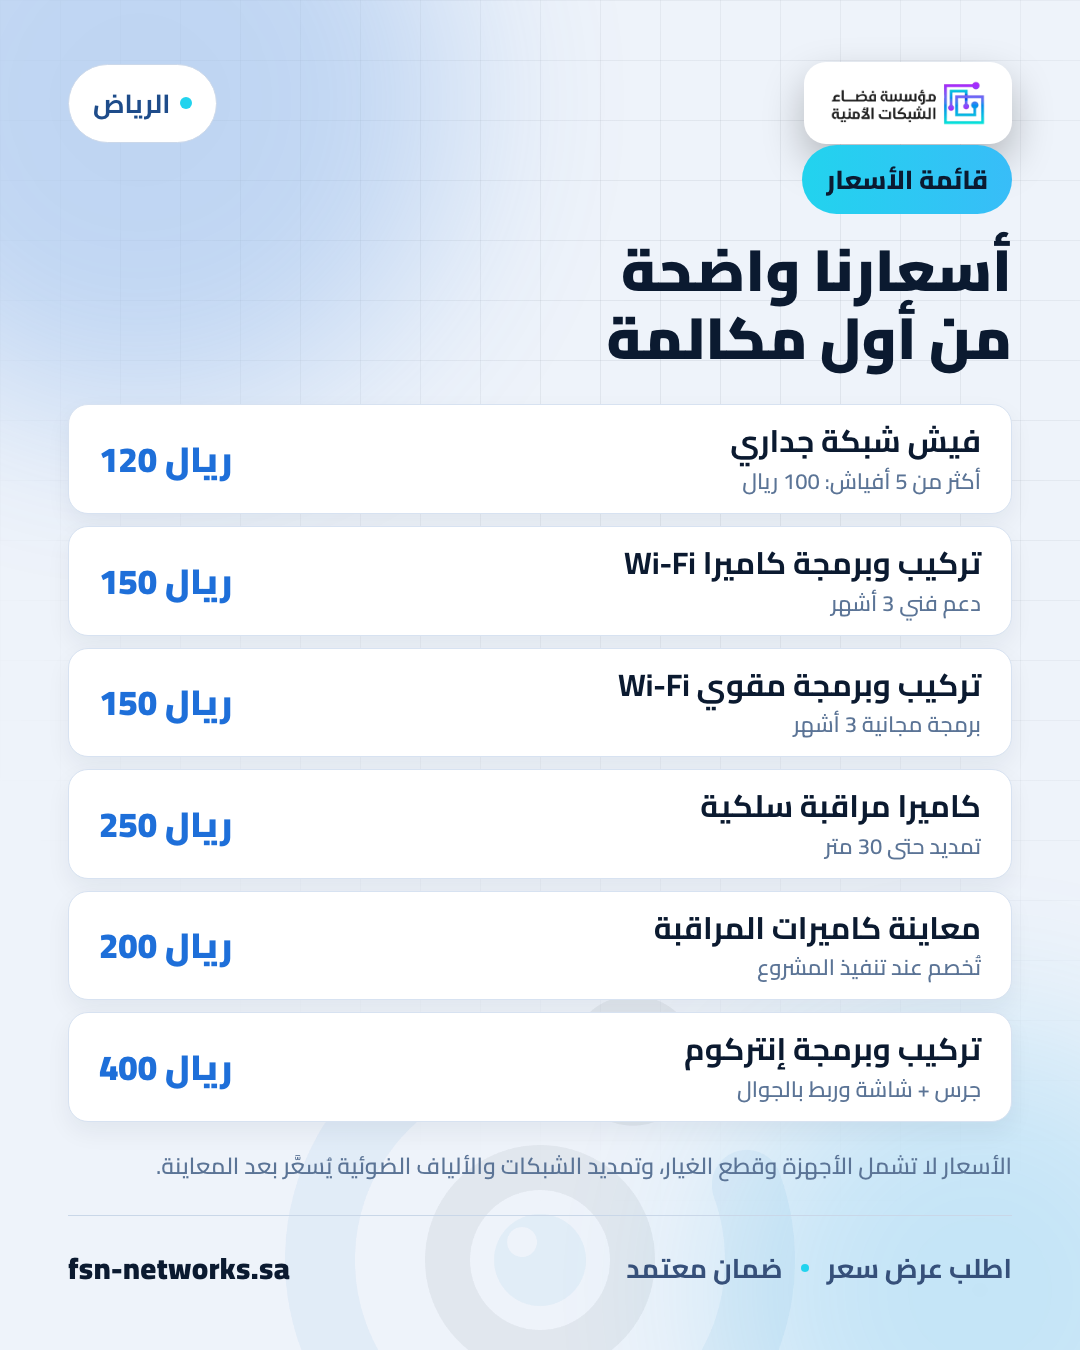 مؤسسة فضاء
الشبكات الأمنية
الرياض
قائمة الأسعار
أسعارنا واضحة
من أول مكالمة
فيش شبكة جداري
أكثر من 5 أفياش: 100 ريال
120 ريال
تركيب وبرمجة كاميرا Wi-Fi
دعم فني 3 أشهر
150 ريال
تركيب وبرمجة مقوي Wi-Fi
برمجة مجانية 3 أشهر
150 ريال
كاميرا مراقبة سلكية
تمديد حتى 30 متر
250 ريال
معاينة كاميرات المراقبة
تُخصم عند تنفيذ المشروع
200 ريال
تركيب وبرمجة إنتركوم
جرس + شاشة وربط بالجوال
400 ريال
الأسعار لا تشمل الأجهزة وقطع الغيار، وتمديد الشبكات والألياف الضوئية يُسعَّر بعد المعاينة.
اطلب عرض سعر • ضمان معتمد
fsn-networks.sa